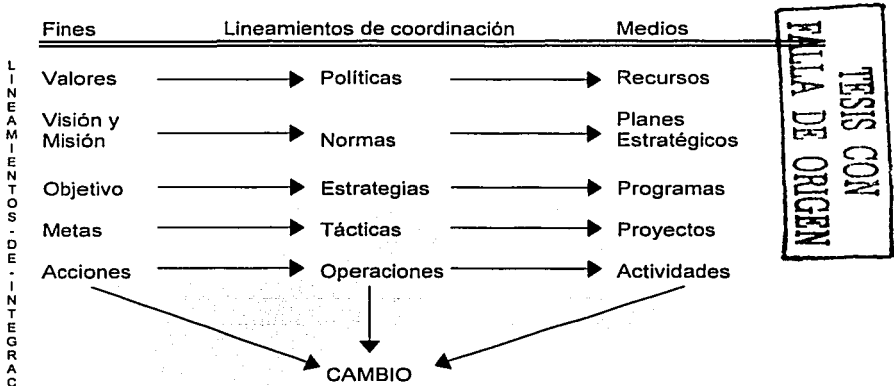 Fines Lineamientos de coordinación Medios
Valores Políticas Recursos
Visión y
Misión Normas Planes
Estratégicos
Objetivo Estrategias Programas
Metas Tácticas Proyectos
Acciones Operaciones Actividades
CAMBIO
LINEAMIENTOS-DE-INTEGRAC
TESIS CON
FALLA DE ORIGEN